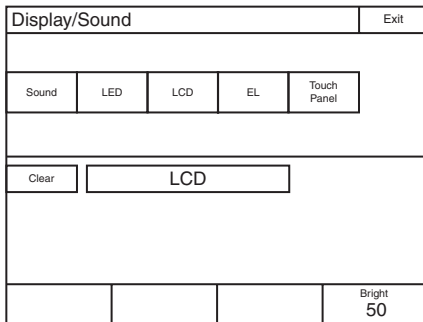 Display/Sound
Exit
Sound
LED
LCD
EL
Touch
Panel
Clear
LCD
Bright
50